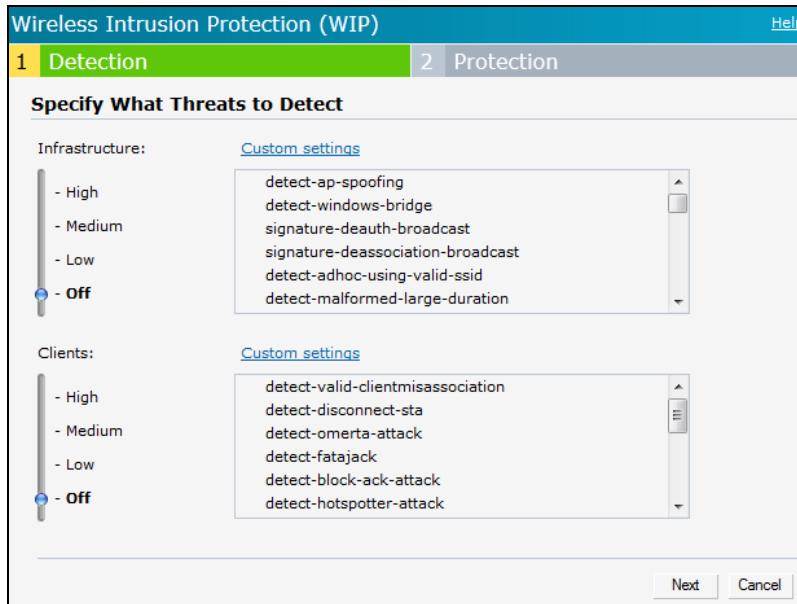 Wireless Intrusion Protection (WIP)
Help
1 Detection
2 Protection
Specify What Threats to Detect
Infrastructure:
Custom settings
- High
- Medium
- Low
- Off
detect-ap-spoofing
detect-windows-bridge
signature-deauth-broadcast
signature-deassociation-broadcast
detect-adhoc-using-valid-ssid
detect-malformed-large-duration
Clients:
Custom settings
- High
- Medium
- Low
- Off
detect-valid-clientmisassociation
detect-disconnect-sta
detect-omerta-attack
detect-fatajack
detect-block-ack-attack
detect-hotspotter-attack
Next
Cancel